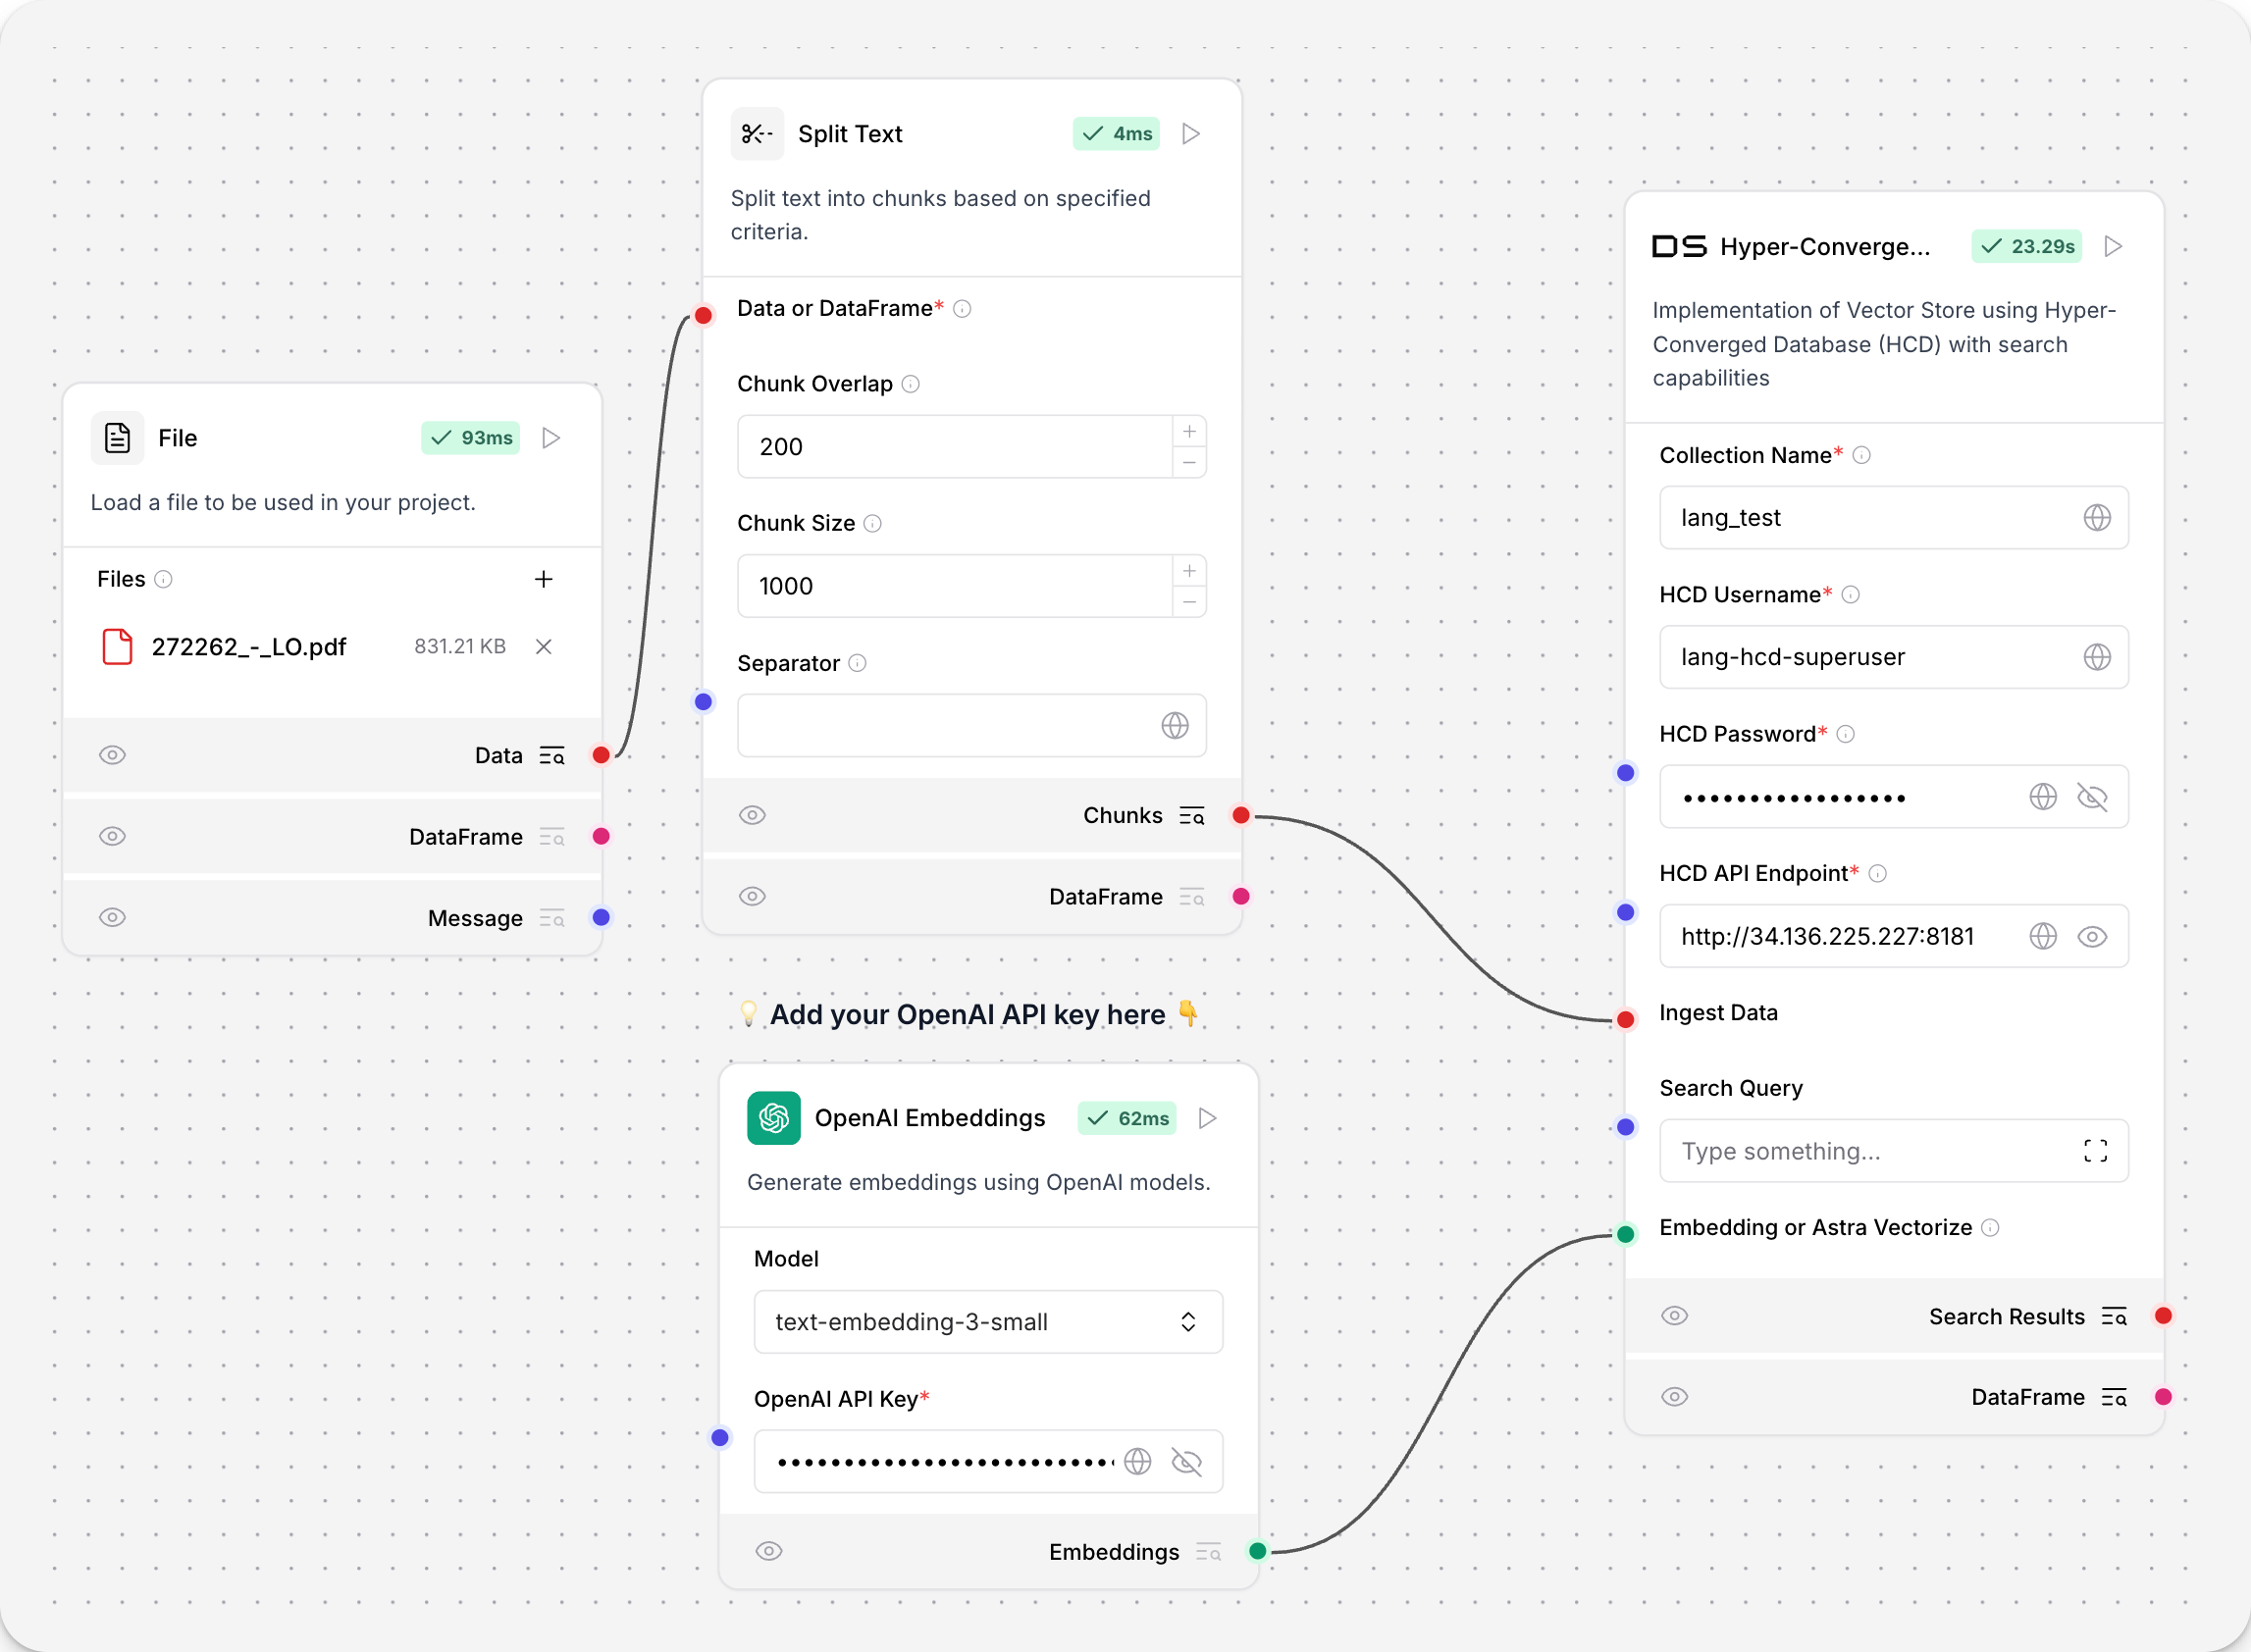 File
93ms
Load a file to be used in your project.
Files
272262_-_LO.pdf
831.21 KB
Data
DataFrame
Message
Split Text
4ms
Split text into chunks based on specified
criteria.
Data or DataFrame*
Chunk Overlap
200
Chunk Size
1000
Separator
Chunks
DataFrame
💡 Add your OpenAI API key here 👇
OpenAI Embeddings
62ms
Generate embeddings using OpenAI models.
Model
text-embedding-3-small
OpenAI API Key*
••••••••••••••••••••••••••
Embeddings
DS Hyper-Converge...
23.29s
Implementation of Vector Store using Hyper-
Converged Database (HCD) with search
capabilities
Collection Name*
lang_test
HCD Username*
lang-hcd-superuser
HCD Password*
•••••••••••••••••
HCD API Endpoint*
http://34.136.225.227:8181
Ingest Data
Search Query
Type something...
Embedding or Astra Vectorize
Search Results
DataFrame